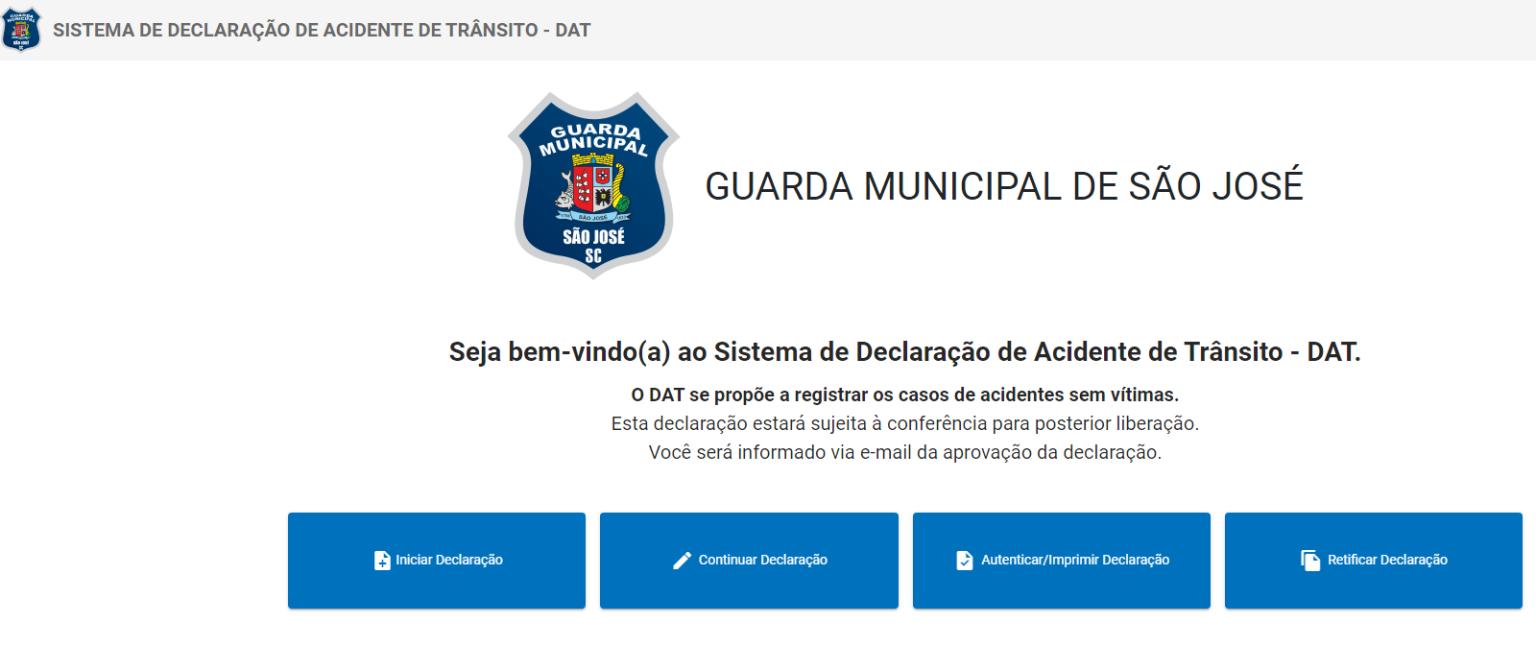 SISTEMA DE DECLARAÇÃO DE ACIDENTE DE TRÂNSITO - DAT
GUARDA
MUNICIPAL
SÃO JOSÉ
SÃO JOSÉ
SC
GUARDA MUNICIPAL DE SÃO JOSÉ
Seja bem-vindo(a) ao Sistema de Declaração de Acidente de Trânsito - DAT.
O DAT se propõe a registrar os casos de acidentes sem vítimas.
Esta declaração estará sujeita à conferência para posterior liberação.
Você será informado via e-mail da aprovação da declaração.
Iniciar Declaração
Continuar Declaração
Autenticar/Imprimir Declaração
Retificar Declaração